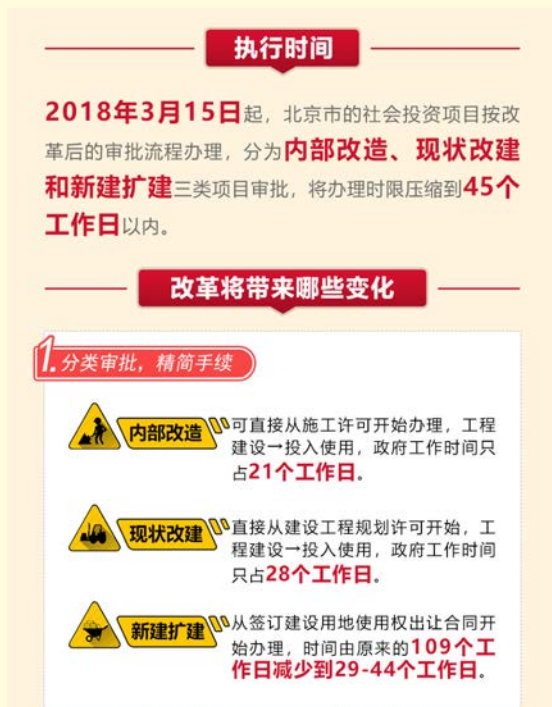 执行时间
2018年3月15日起，北京市的社会投资项目按改
革后的审批流程办理，分为内部改造、现状改建
和新建扩建三类项目审批，将办理时限压缩到45个
工作日以内。
改革将带来哪些变化
1.分类审批，精简手续
内部改造
可直接从施工许可开始办理，工程
建设→投入使用，政府工作时间只
占21个工作日。
现状改建
直接从建设工程规划许可开始，工
程建设→投入使用，政府工作时间
只占28个工作日。
新建扩建
从签订建设用地使用权出让合同开
始办理，时间由原来的109个工
作日减少到29-44个工作日。